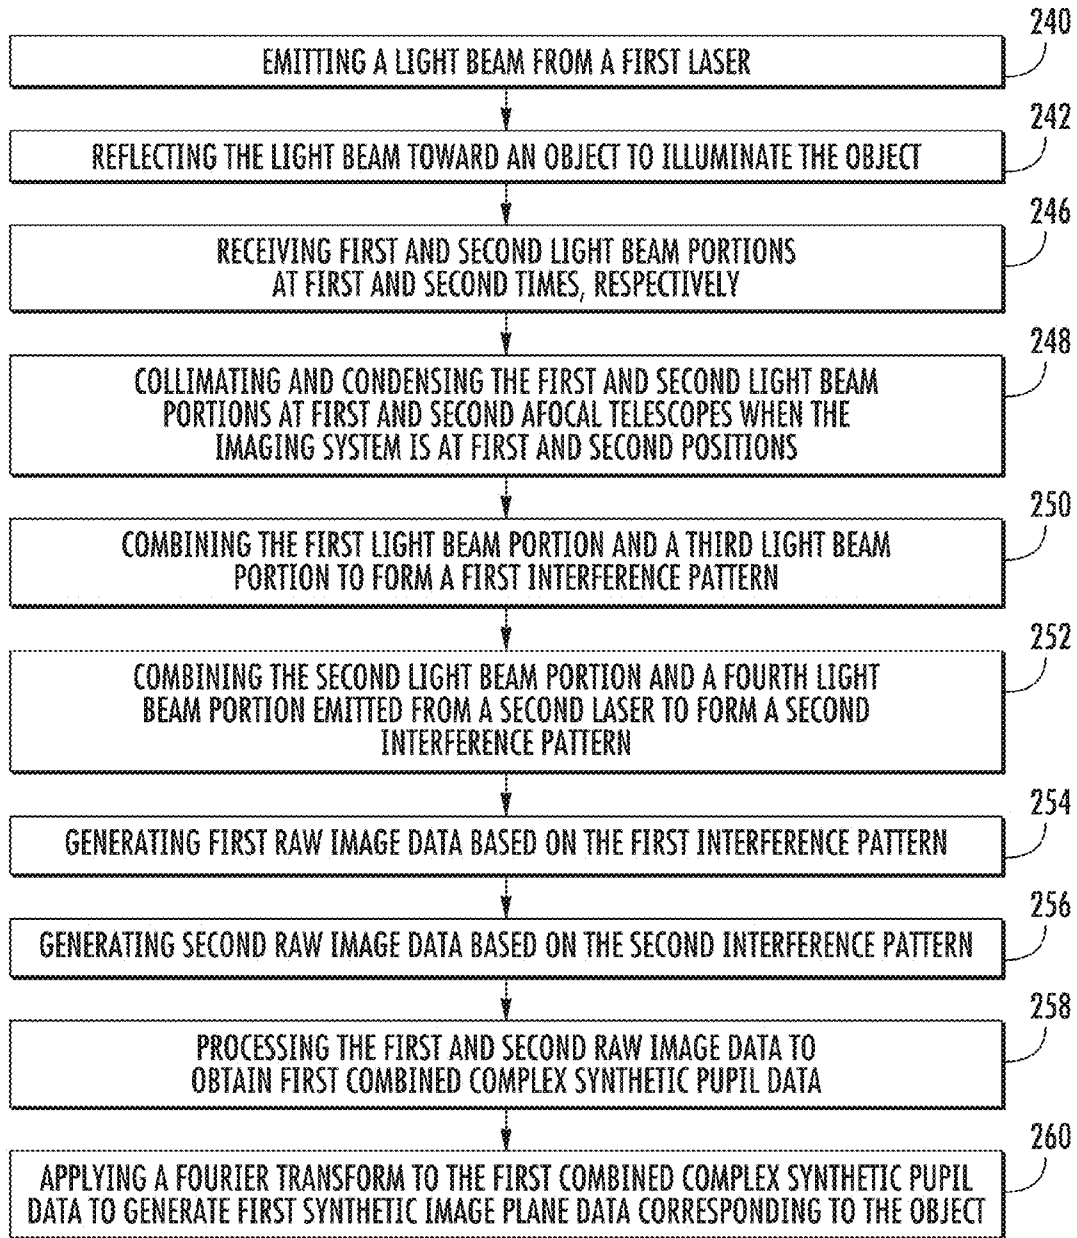 240
EMITTING A LIGHT BEAM FROM A FIRST LASER
242
REFLECTING THE LIGHT BEAM TOWARD AN OBJECT TO ILLUMINATE THE OBJECT
246
RECEIVING FIRST AND SECOND LIGHT BEAM PORTIONS
AT FIRST AND SECOND TIMES, RESPECTIVELY
248
COLLIMATING AND CONDENSING THE FIRST AND SECOND LIGHT BEAM
PORTIONS AT FIRST AND SECOND AFOCAL TELESCOPES WHEN THE
IMAGING SYSTEM IS AT FIRST AND SECOND POSITIONS
250
COMBINING THE FIRST LIGHT BEAM PORTION AND A THIRD LIGHT BEAM
PORTION TO FORM A FIRST INTERFERENCE PATTERN
252
COMBINING THE SECOND LIGHT BEAM PORTION AND A FOURTH LIGHT
BEAM PORTION EMITTED FROM A SECOND LASER TO FORM A SECOND
INTERFERENCE PATTERN
254
GENERATING FIRST RAW IMAGE DATA BASED ON THE FIRST INTERFERENCE PATTERN
256
GENERATING SECOND RAW IMAGE DATA BASED ON THE SECOND INTERFERENCE PATTERN
258
PROCESSING THE FIRST AND SECOND RAW IMAGE DATA TO
OBTAIN FIRST COMBINED COMPLEX SYNTHETIC PUPIL DATA
260
APPLYING A FOURIER TRANSFORM TO THE FIRST COMBINED COMPLEX SYNTHETIC PUPIL
DATA TO GENERATE FIRST SYNTHETIC IMAGE PLANE DATA CORRESPONDING TO THE OBJECT